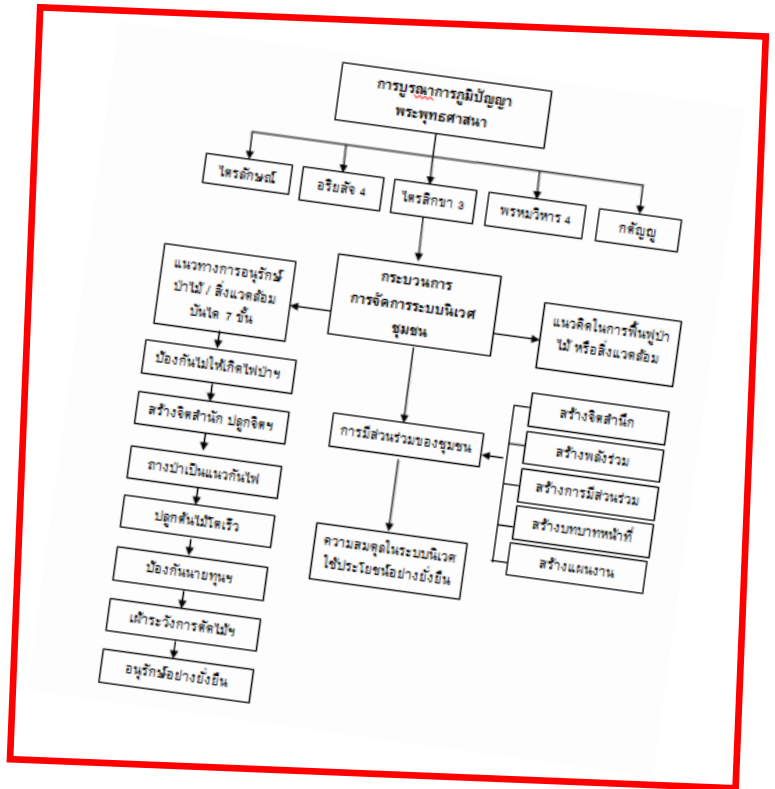 การบูรณาการภูมิปัญญา
พระพุทธศาสนา
ไตรลักษณ์
อริยสัจ 4
ไตรสิกขา 3
พรหมวิหาร 4
กตัญญู
กระบวนการ
การจัดการระบบนิเวศ
ชุมชน
แนวทางการอนุรักษ์
ป่าไม้ / สิ่งแวดล้อม
บันได 7 ขั้น
แนวคิดในการฟื้นฟูป่า
ไม้ หรือสิ่งแวดล้อม
ป้องกันไม่ให้เกิดไฟป่าฯ
สร้างจิตสำนัก ปลูกจิตฯ
ถางป่าเป็นแนวกันไฟ
ปลูกต้นไม้โตเร็ว
ป้องกันนายทุนฯ
เฝ้าระวังการตัดไม้ฯ
อนุรักษ์อย่างยั่งยืน
การมีส่วนร่วมของชุมชน
ความสมดุลในระบบนิเวศ
ใช้ประโยชน์อย่างยั่งยืน
สร้างจิตสำนึก
สร้างพลังร่วม
สร้างการมีส่วนร่วม
สร้างบทบาทหน้าที่
สร้างแผนงาน